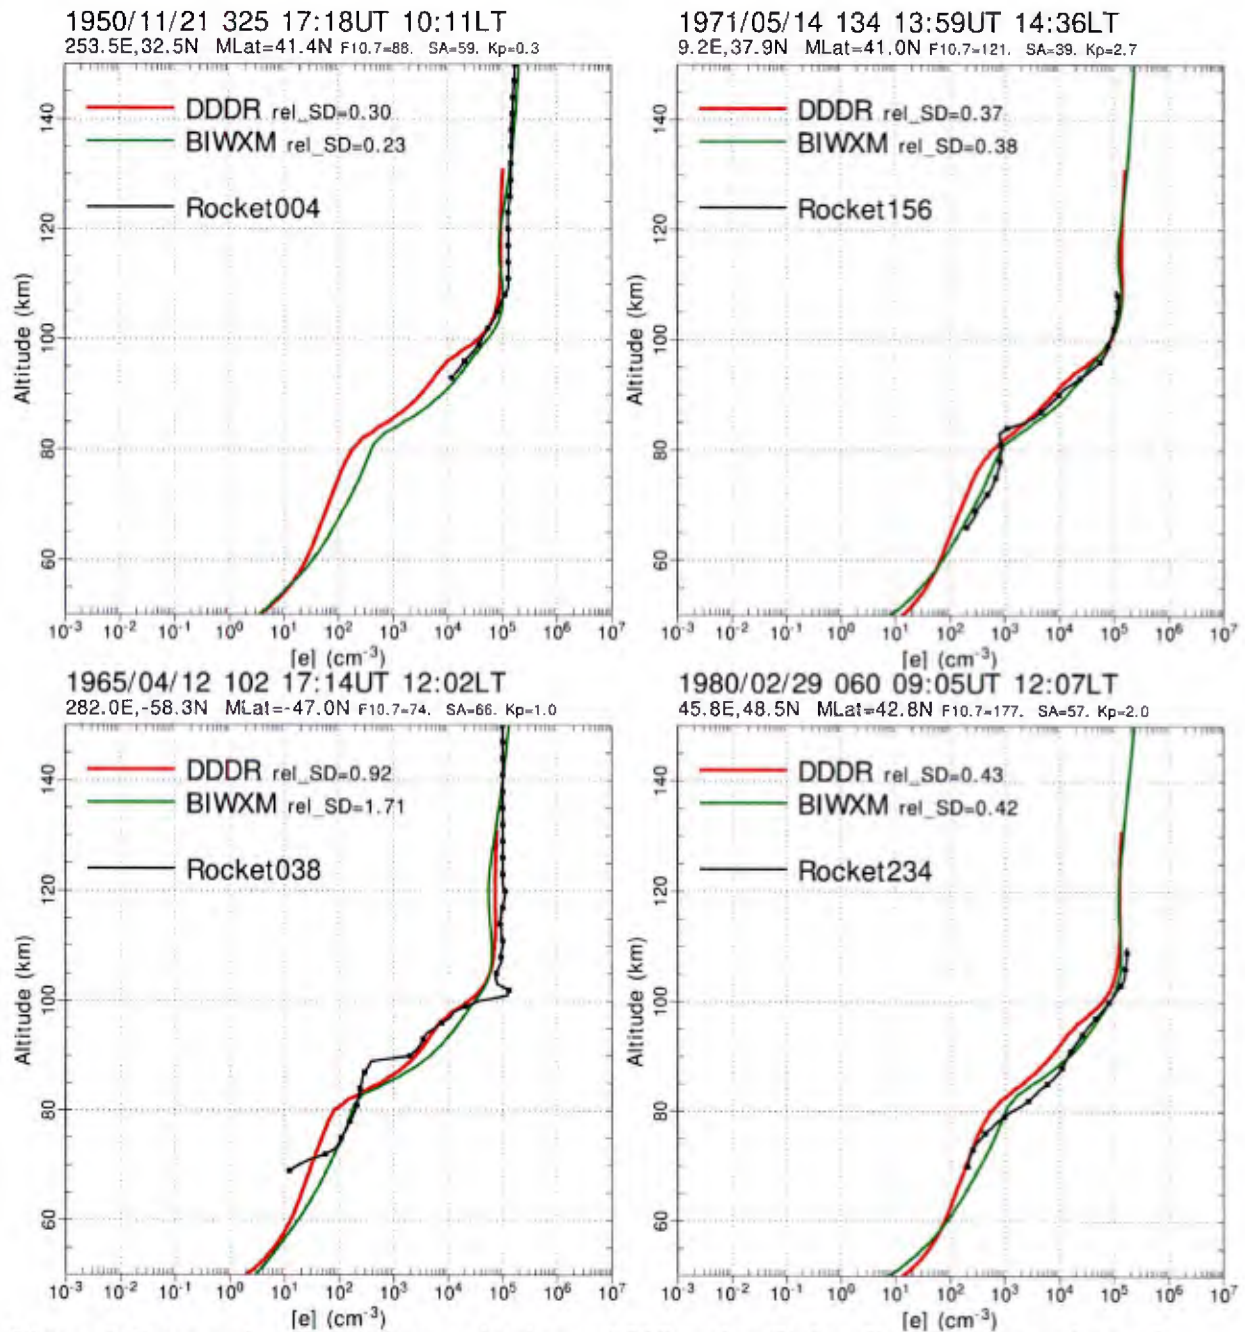 1950/11/21 325 17:18UT 10:11LT
253.5E,32.5N MLat=41.4N F10.7=88. SA=59. Kp=0.3
DDDR rel_SD=0.30
BIWXM rel_SD=0.23
Rocket004
Altitude (km)
140
120
100
80
60
10-3 10-2 10-1 100 101 102 103 104 105 106 107
[e] (cm-3)
1971/05/14 134 13:59UT 14:36LT
9.2E,37.9N MLat=41.0N F10.7=121. SA=39. Kp=2.7
DDDR rel_SD=0.37
BIWXM rel_SD=0.38
Rocket156
Altitude (km)
140
120
100
80
60
10-3 10-2 10-1 100 101 102 103 104 105 106 107
[e] (cm-3)
1965/04/12 102 17:14UT 12:02LT
282.0E,-58.3N MLat=-47.0N F10.7=74. SA=66. Kp=1.0
DDDR rel_SD=0.92
BIWXM rel_SD=1.71
Rocket038
Altitude (km)
140
120
100
80
60
10-3 10-2 10-1 100 101 102 103 104 105 106 107
[e] (cm-3)
1980/02/29 060 09:05UT 12:07LT
45.8E,48.5N MLat=42.8N F10.7=177. SA=57. Kp=2.0
DDDR rel_SD=0.43
BIWXM rel_SD=0.42
Rocket234
Altitude (km)
140
120
100
80
60
10-3 10-2 10-1 100 101 102 103 104 105 106 107
[e] (cm-3)